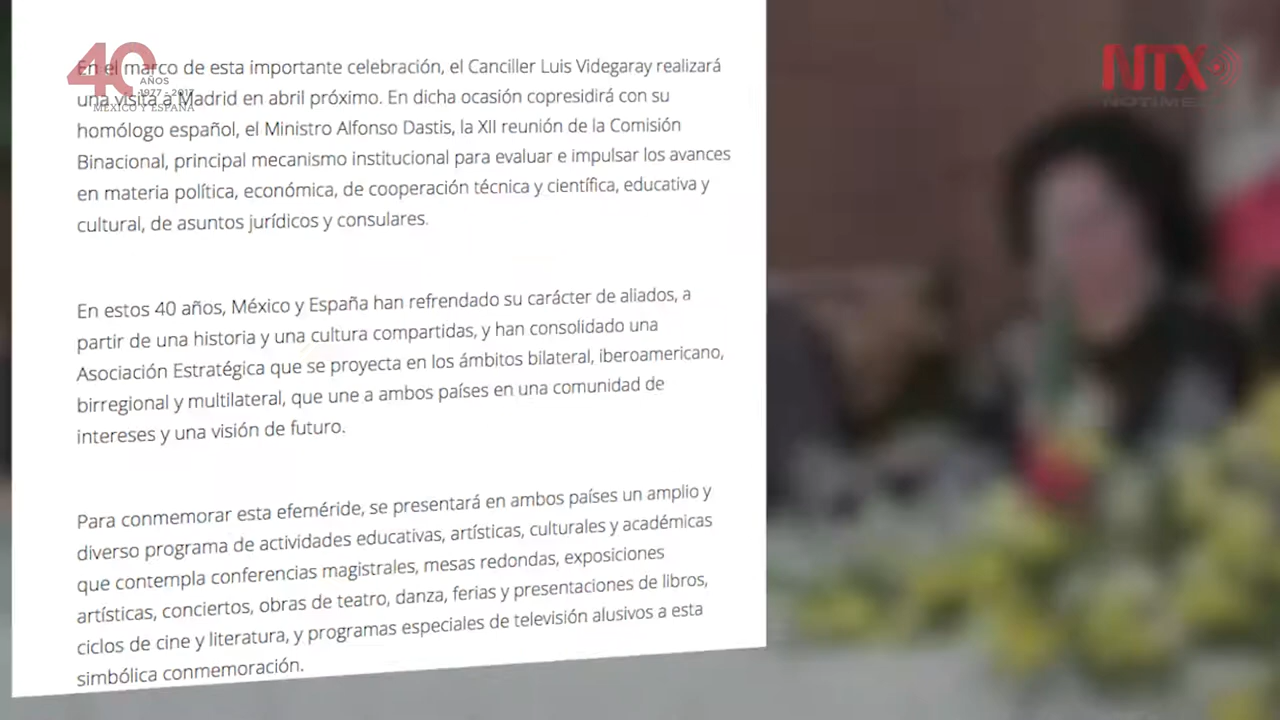 40
AÑOS
1977 - 2017
MÉXICO Y ESPAÑA
NTX
NOTIMEX
En el marco de esta importante celebración, el Canciller Luis Videgaray realizará
una visita a Madrid en abril próximo. En dicha ocasión copresidirá con su
homólogo español, el Ministro Alfonso Dastis, la XII reunión de la Comisión
Binacional, principal mecanismo institucional para evaluar e impulsar los avances
en materia política, económica, de cooperación técnica y científica, educativa y
cultural, de asuntos jurídicos y consulares.
En estos 40 años, México y España han refrendado su carácter de aliados, a
partir de una historia y una cultura compartidas, y han consolidado una
Asociación Estratégica que se proyecta en los ámbitos bilateral, iberoamericano,
birregional y multilateral, que une a ambos países en una comunidad de
intereses y una visión de futuro.
Para conmemorar esta efeméride, se presentará en ambos países un amplio y
diverso programa de actividades educativas, artísticas, culturales y académicas
que contempla conferencias magistrales, mesas redondas, exposiciones
artísticas, conciertos, obras de teatro, danza, ferias y presentaciones de libros,
ciclos de cine y literatura, y programas especiales de televisión alusivos a esta
simbólica conmemoración.